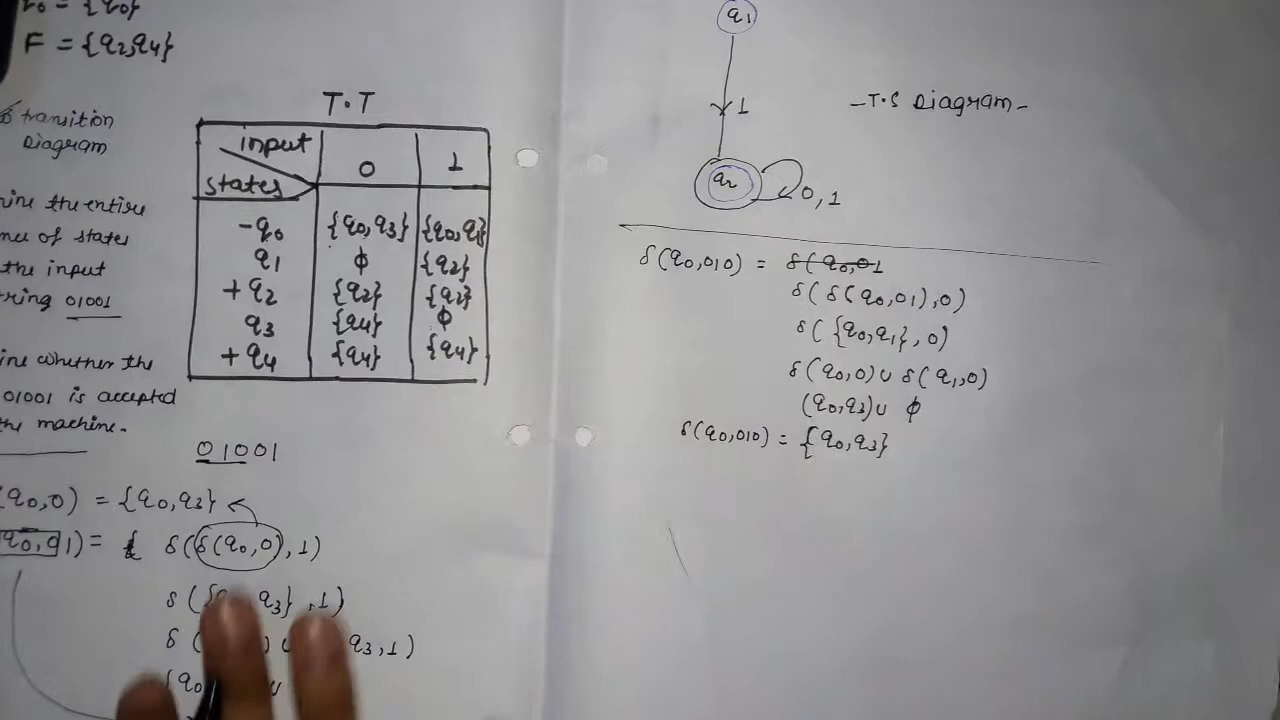 F = {q2,q4}
transition
Diagram
the entire
of states
the input
01001
whether the
01001 is accepted
machine.
T.T
input 0 1
states
-q0 {q0,q3} {q0,q1}
q1 ϕ {q2}
+q2 {q2} {q2}
q3 {q4} ϕ
+q4 {q4} {q4}
01001
q0,0) = {q0,q3}
= δ(δ(q0,0),1)
q3},1)
q3,1)
q1
1
-T.S Diagram-
q2 0,1
δ(q0,010) = δ(q0,01
δ(δ(q0,01),0)
δ({q0,q1},0)
δ(q0,0)∪ δ(q1,0)
(q0,q3)∪ ϕ
δ(q0,010) = {q0,q3}